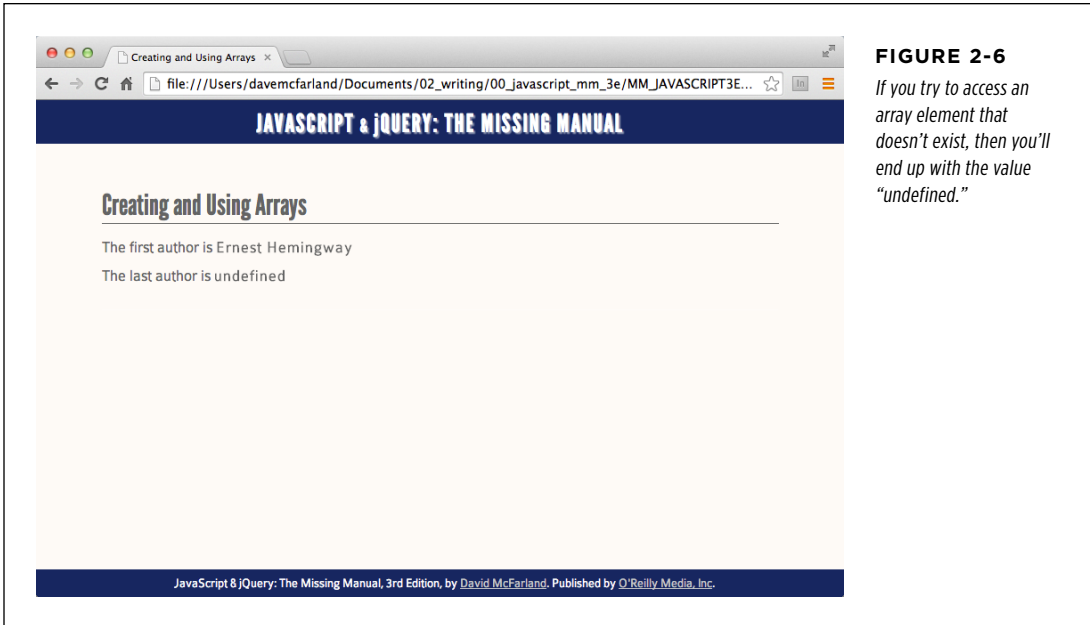 Creating and Using Arrays ×
file:///Users/davemcfarland/Documents/02_writing/00_javascript_mm_3e/MM_JAVASCRIPT3E...
In
JAVASCRIPT & jQUERY: THE MISSING MANUAL
Creating and Using Arrays
The first author is Ernest Hemingway
The last author is undefined
JavaScript & jQuery: The Missing Manual, 3rd Edition, by David McFarland. Published by O'Reilly Media, Inc.
FIGURE 2-6
If you try to access an
array element that
doesn't exist, then you'll
end up with the value
“undefined.”